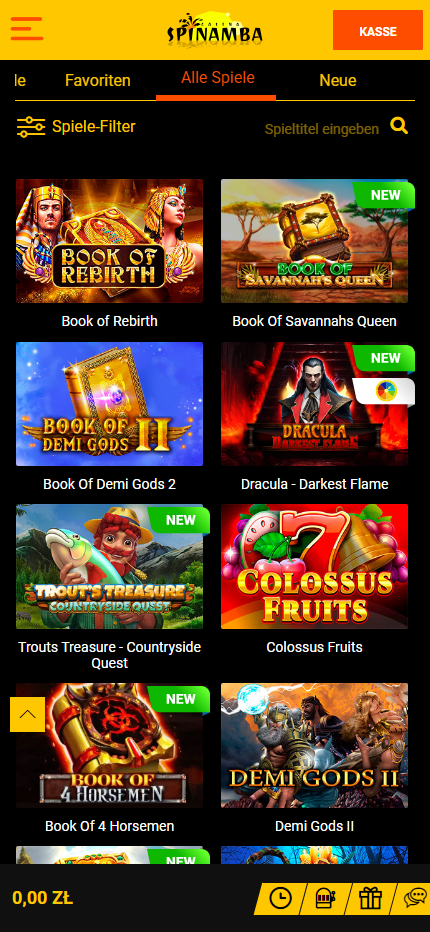 CASINO
SPINAMBA
KASSE
le
Favoriten
Alle Spiele
Neue
Spiele-Filter
Spieltitel eingeben
BOOK OF
REBIRTH
NEW
BOOK OF
SAVANNAH'S QUEEN
Book of Rebirth
Book Of Savannahs Queen
BOOK OF
DEMI GODS II
NEW
DRACULA
DARKEST FLAME
Book Of Demi Gods 2
Dracula - Darkest Flame
NEW
TROUT'S TREASURE
COUNTRYSIDE QUEST
7
COLOSSUS
FRUITS
Trouts Treasure - Countryside
Quest
Colossus Fruits
NEW
BOOK OF
4 HORSEMEN
DEMI GODS II
Book Of 4 Horsemen
Demi Gods II
NEW
0,00 ZŁ